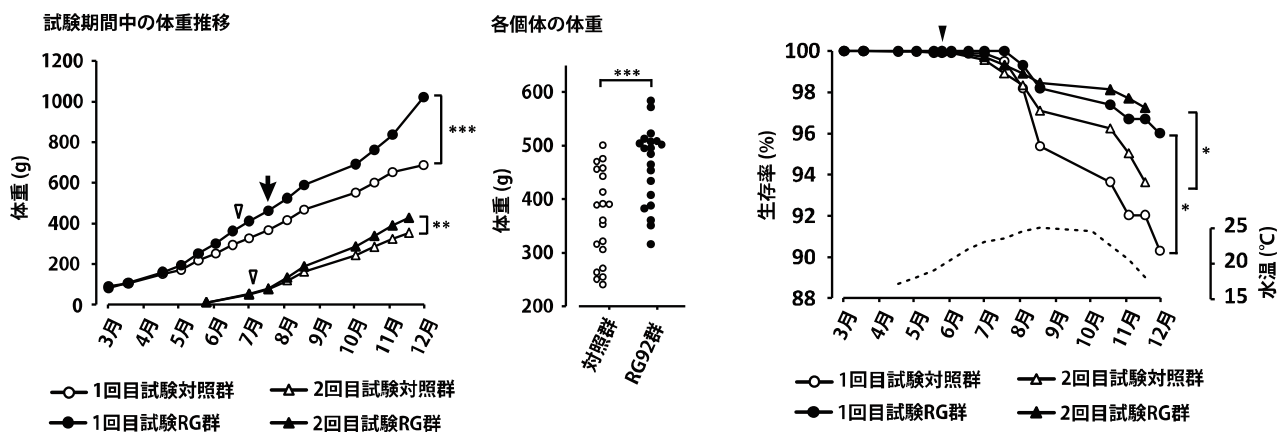 試験期間中の体重推移
体重 (g)
1200
1000
800
600
400
200
0
***
**
3月
4月
5月
6月
7月
8月
9月
10月
11月
12月
1回目試験対照群
2回目試験対照群
1回目試験RG群
2回目試験RG群
各個体の体重
体重 (g)
600
500
400
300
200
***
対照群
RG92群
生存率 (%)
100
98
96
94
92
90
88
*
*
25
20
15
水温 (℃)
3月
4月
5月
6月
7月
8月
9月
10月
11月
12月
1回目試験対照群
2回目試験対照群
1回目試験RG群
2回目試験RG群